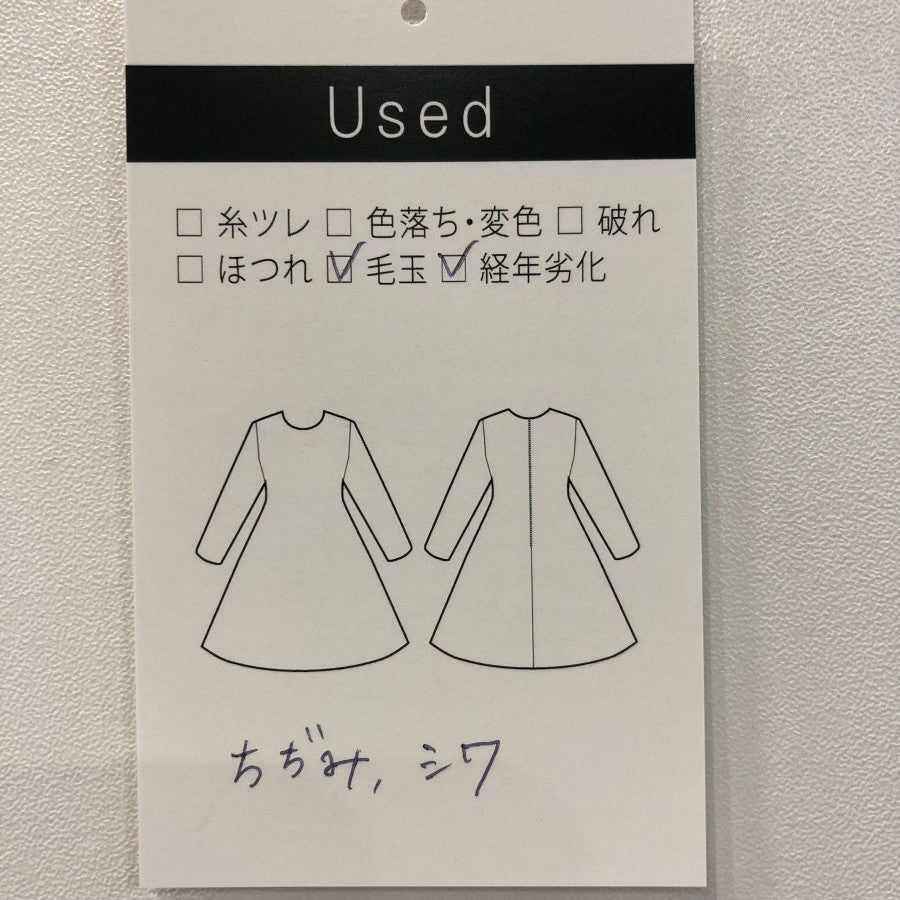 Used
□ 糸ツレ □ 色落ち・変色 □ 破れ
□ ほつれ ☑ 毛玉 ☑ 経年劣化
ちぢみ, シワ